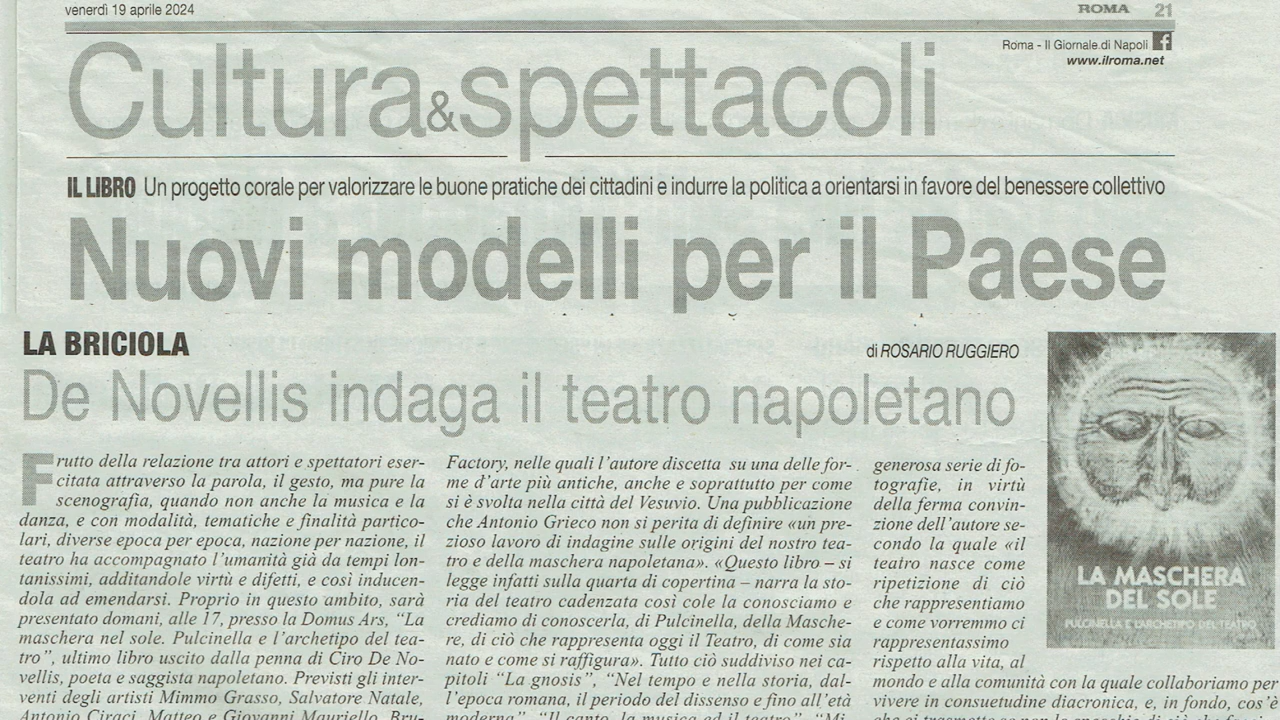 venerdì 19 aprile 2024
ROMA 21
Roma - Il Giornale di Napoli f
www.ilroma.net
Cultura&spettacoli
IL LIBRO Un progetto corale per valorizzare le buone pratiche dei cittadini e indurre la politica a orientarsi in favore del benessere collettivo
Nuovi modelli per il Paese
LA BRICIOLA
di ROSARIO RUGGIERO
De Novellis indaga il teatro napoletano
Frutto della relazione tra attori e spettatori eser-
citata attraverso la parola, il gesto, ma pure la
scenografia, quando non anche la musica e la
danza, e con modalità, tematiche e finalità partico-
lari, diverse epoca per epoca, nazione per nazione, il
teatro ha accompagnato l'umanità già da tempi lon-
tanissimi, additandole virtù e difetti, e così inducen-
dola ad emendarsi. Proprio in questo ambito, sarà
presentato domani, alle 17, presso la Domus Ars, "La
maschera nel sole. Pulcinella e l'archetipo del tea-
tro", ultimo libro uscito dalla penna di Ciro De No-
vellis, poeta e saggista napoletano. Previsti gli inter-
venti degli artisti Mimmo Grasso, Salvatore Natale,
Antonio Ciraci, Matteo e Giovanni Mauriello, Bru-
Factory, nelle quali l'autore discetta su una delle for-
me d'arte più antiche, anche e soprattutto per come
si è svolta nella città del Vesuvio. Una pubblicazione
che Antonio Grieco non si perita di definire «un pre-
zioso lavoro di indagine sulle origini del nostro tea-
tro e della maschera napoletana». «Questo libro – si
legge infatti sulla quarta di copertina – narra la sto-
ria del teatro cadenzata così cole la conosciamo e
crediamo di conoscerla, di Pulcinella, della Masche-
re, di ciò che rappresenta oggi il Teatro, di come sia
nato e come si raffigura». Tutto ciò suddiviso nei ca-
pitoli "La gnosis", "Nel tempo e nella storia, dal-
l'epoca romana, il periodo del dissenso e fino all'età
moderna", "Il canto, la musica ed il teatro", "Mi-
generosa serie di fo-
tografie, in virtù
della ferma convin-
zione dell'autore se-
condo la quale «il
teatro nasce come
ripetizione di ciò
che rappresentiamo
e come vorremmo ci
rappresentassimo
rispetto alla vita, al
mondo e alla comunità con la quale collaboriamo per
vivere in consuetudine diacronica, e, in fondo, cos'è
LA MASCHERA
DEL SOLE
PULCINELLA E L'ARCHETIPO DEL TEATRO